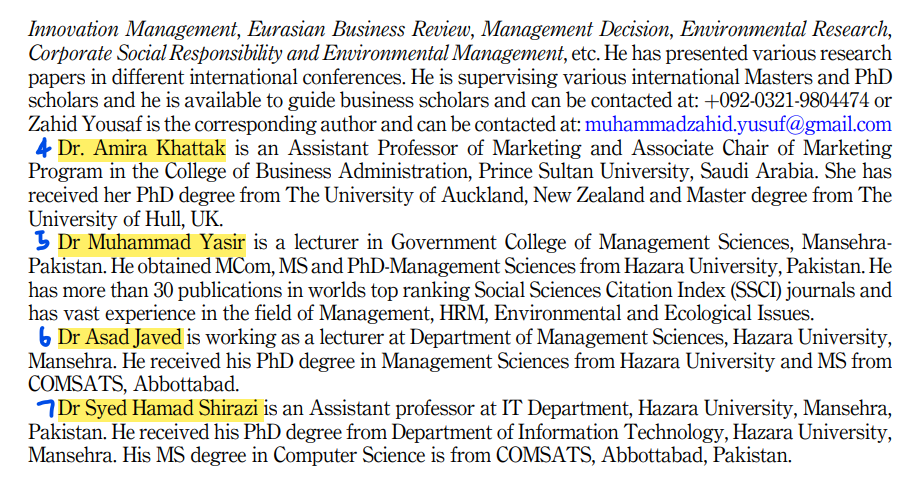 Innovation Management, Eurasian Business Review, Management Decision, Environmental Research,
Corporate Social Responsibility and Environmental Management, etc. He has presented various research
papers in different international conferences. He is supervising various international Masters and PhD
scholars and he is available to guide business scholars and can be contacted at: +092-0321-9804474 or
Zahid Yousaf is the corresponding author and can be contacted at: muhammadzahid.yusuf@gmail.com
4 Dr. Amira Khattak is an Assistant Professor of Marketing and Associate Chair of Marketing
Program in the College of Business Administration, Prince Sultan University, Saudi Arabia. She has
received her PhD degree from The University of Auckland, New Zealand and Master degree from The
University of Hull, UK.
5 Dr Muhammad Yasir is a lecturer in Government College of Management Sciences, Mansehra-
Pakistan. He obtained MCom, MS and PhD-Management Sciences from Hazara University, Pakistan. He
has more than 30 publications in worlds top ranking Social Sciences Citation Index (SSCI) journals and
has vast experience in the field of Management, HRM, Environmental and Ecological Issues.
6 Dr Asad Javed is working as a lecturer at Department of Management Sciences, Hazara University,
Mansehra. He received his PhD degree in Management Sciences from Hazara University and MS from
COMSATS, Abbottabad.
7 Dr Syed Hamad Shirazi is an Assistant professor at IT Department, Hazara University, Mansehra,
Pakistan. He received his PhD degree from Department of Information Technology, Hazara University,
Mansehra. His MS degree in Computer Science is from COMSATS, Abbottabad, Pakistan.